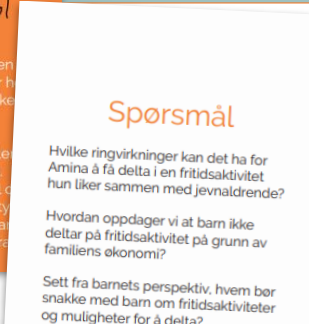 Spørsmål
Hvilke ringvirkninger kan det ha for
Amina å få delta i en fritidsaktivitet
hun liker sammen med jevnaldrende?
Hvordan oppdager vi at barn ikke
deltar på fritidsaktivitet på grunn av
familiens økonomi?
Sett fra barnets perspektiv, hvem bør
snakke med barn om fritidsaktiviteter
og muligheter for å delta?